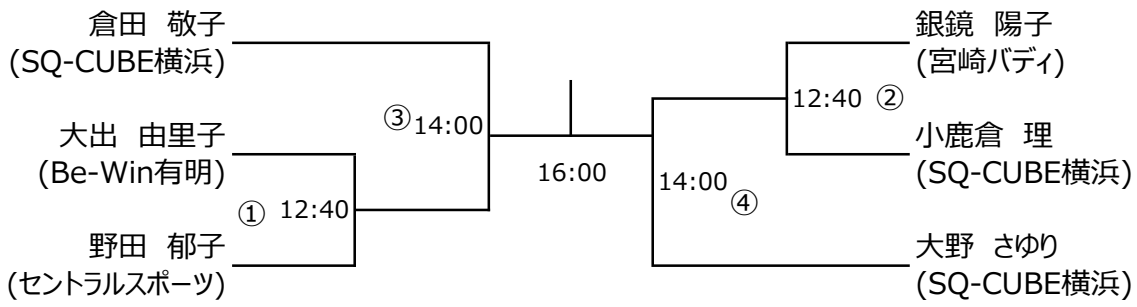 倉田 敬子
(SQ-CUBE横浜)
大出 由里子
(Be-Win有明)
野田 郁子
(セントラルスポーツ)
① 12:40
③ 14:00
16:00
銀鏡 陽子
(宮崎バディ)
12:40 ②
小鹿倉 理
(SQ-CUBE横浜)
14:00 ④
大野 さゆり
(SQ-CUBE横浜)